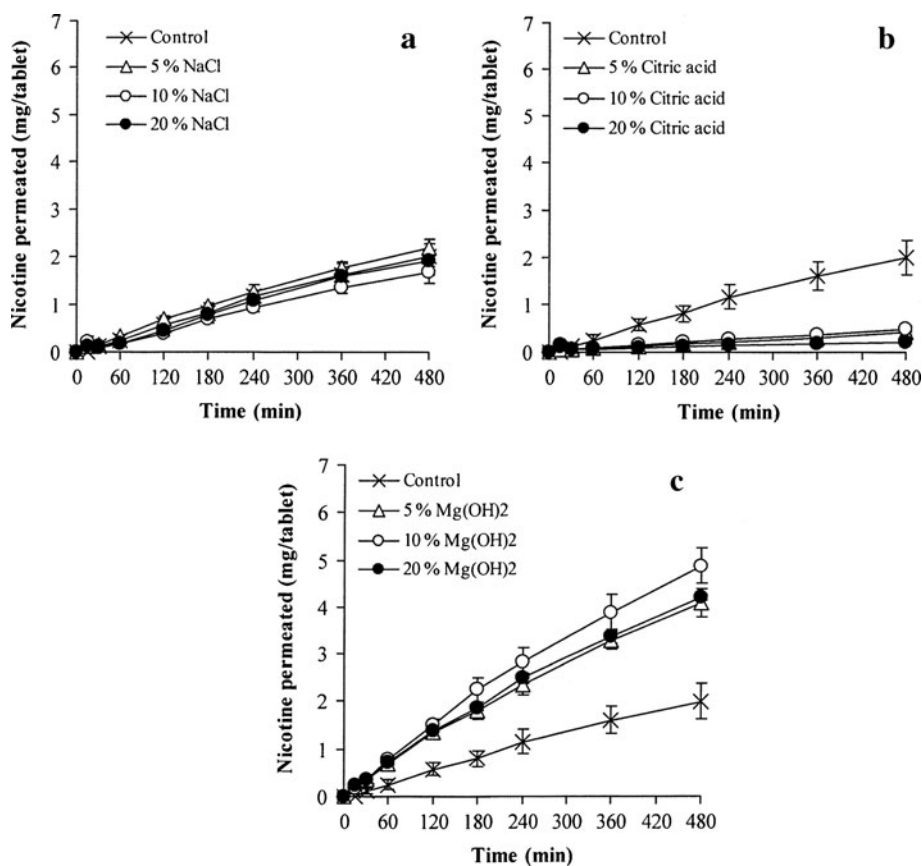 a
Control
5 % NaCl
10 % NaCl
20 % NaCl
Nicotine permeated (mg/tablet)
7
6
5
4
3
2
1
0
0 60 120 180 240 300 360 420 480
Time (min)
b
Control
5 % Citric acid
10 % Citric acid
20 % Citric acid
Nicotine permeated (mg/tablet)
7
6
5
4
3
2
1
0
0 60 120 180 240 300 360 420 480
Time (min)
c
Control
5 % Mg(OH)2
10 % Mg(OH)2
20 % Mg(OH)2
Nicotine permeated (mg/tablet)
7
6
5
4
3
2
1
0
0 60 120 180 240 300 360 420 480
Time (min)